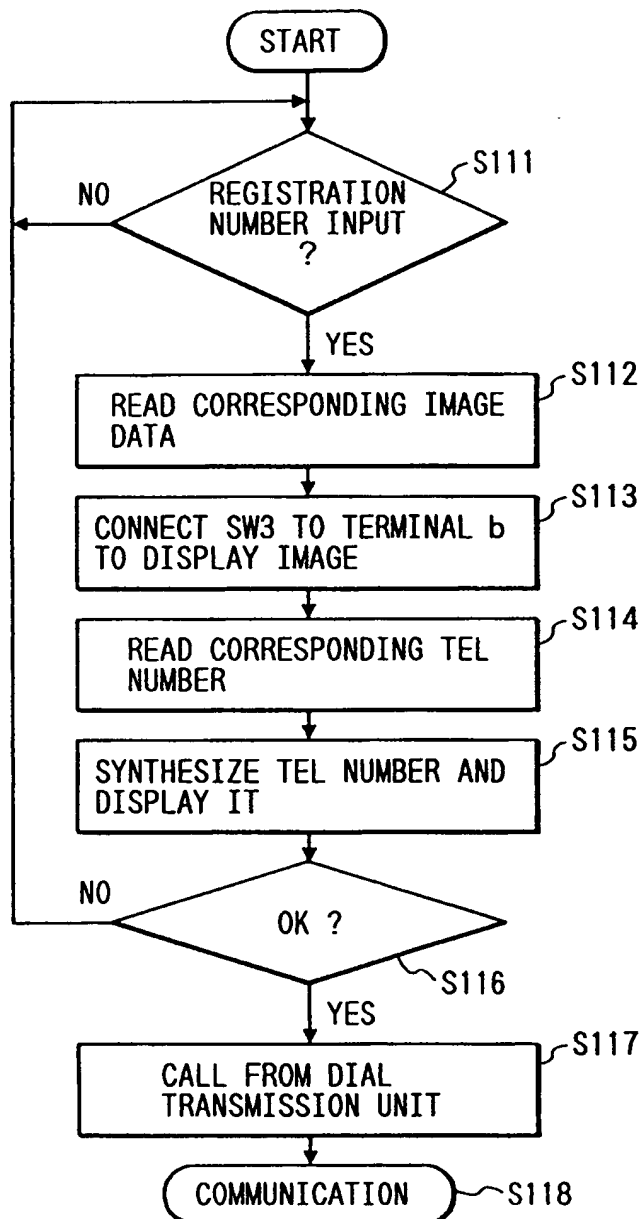 START
S111
NO
REGISTRATION
NUMBER INPUT
?
YES
S112
READ CORRESPONDING IMAGE
DATA
S113
CONNECT SW3 TO TERMINAL b
TO DISPLAY IMAGE
S114
READ CORRESPONDING TEL
NUMBER
S115
SYNTHESIZE TEL NUMBER AND
DISPLAY IT
NO
OK ?
S116
YES
S117
CALL FROM DIAL
TRANSMISSION UNIT
COMMUNICATION
S118